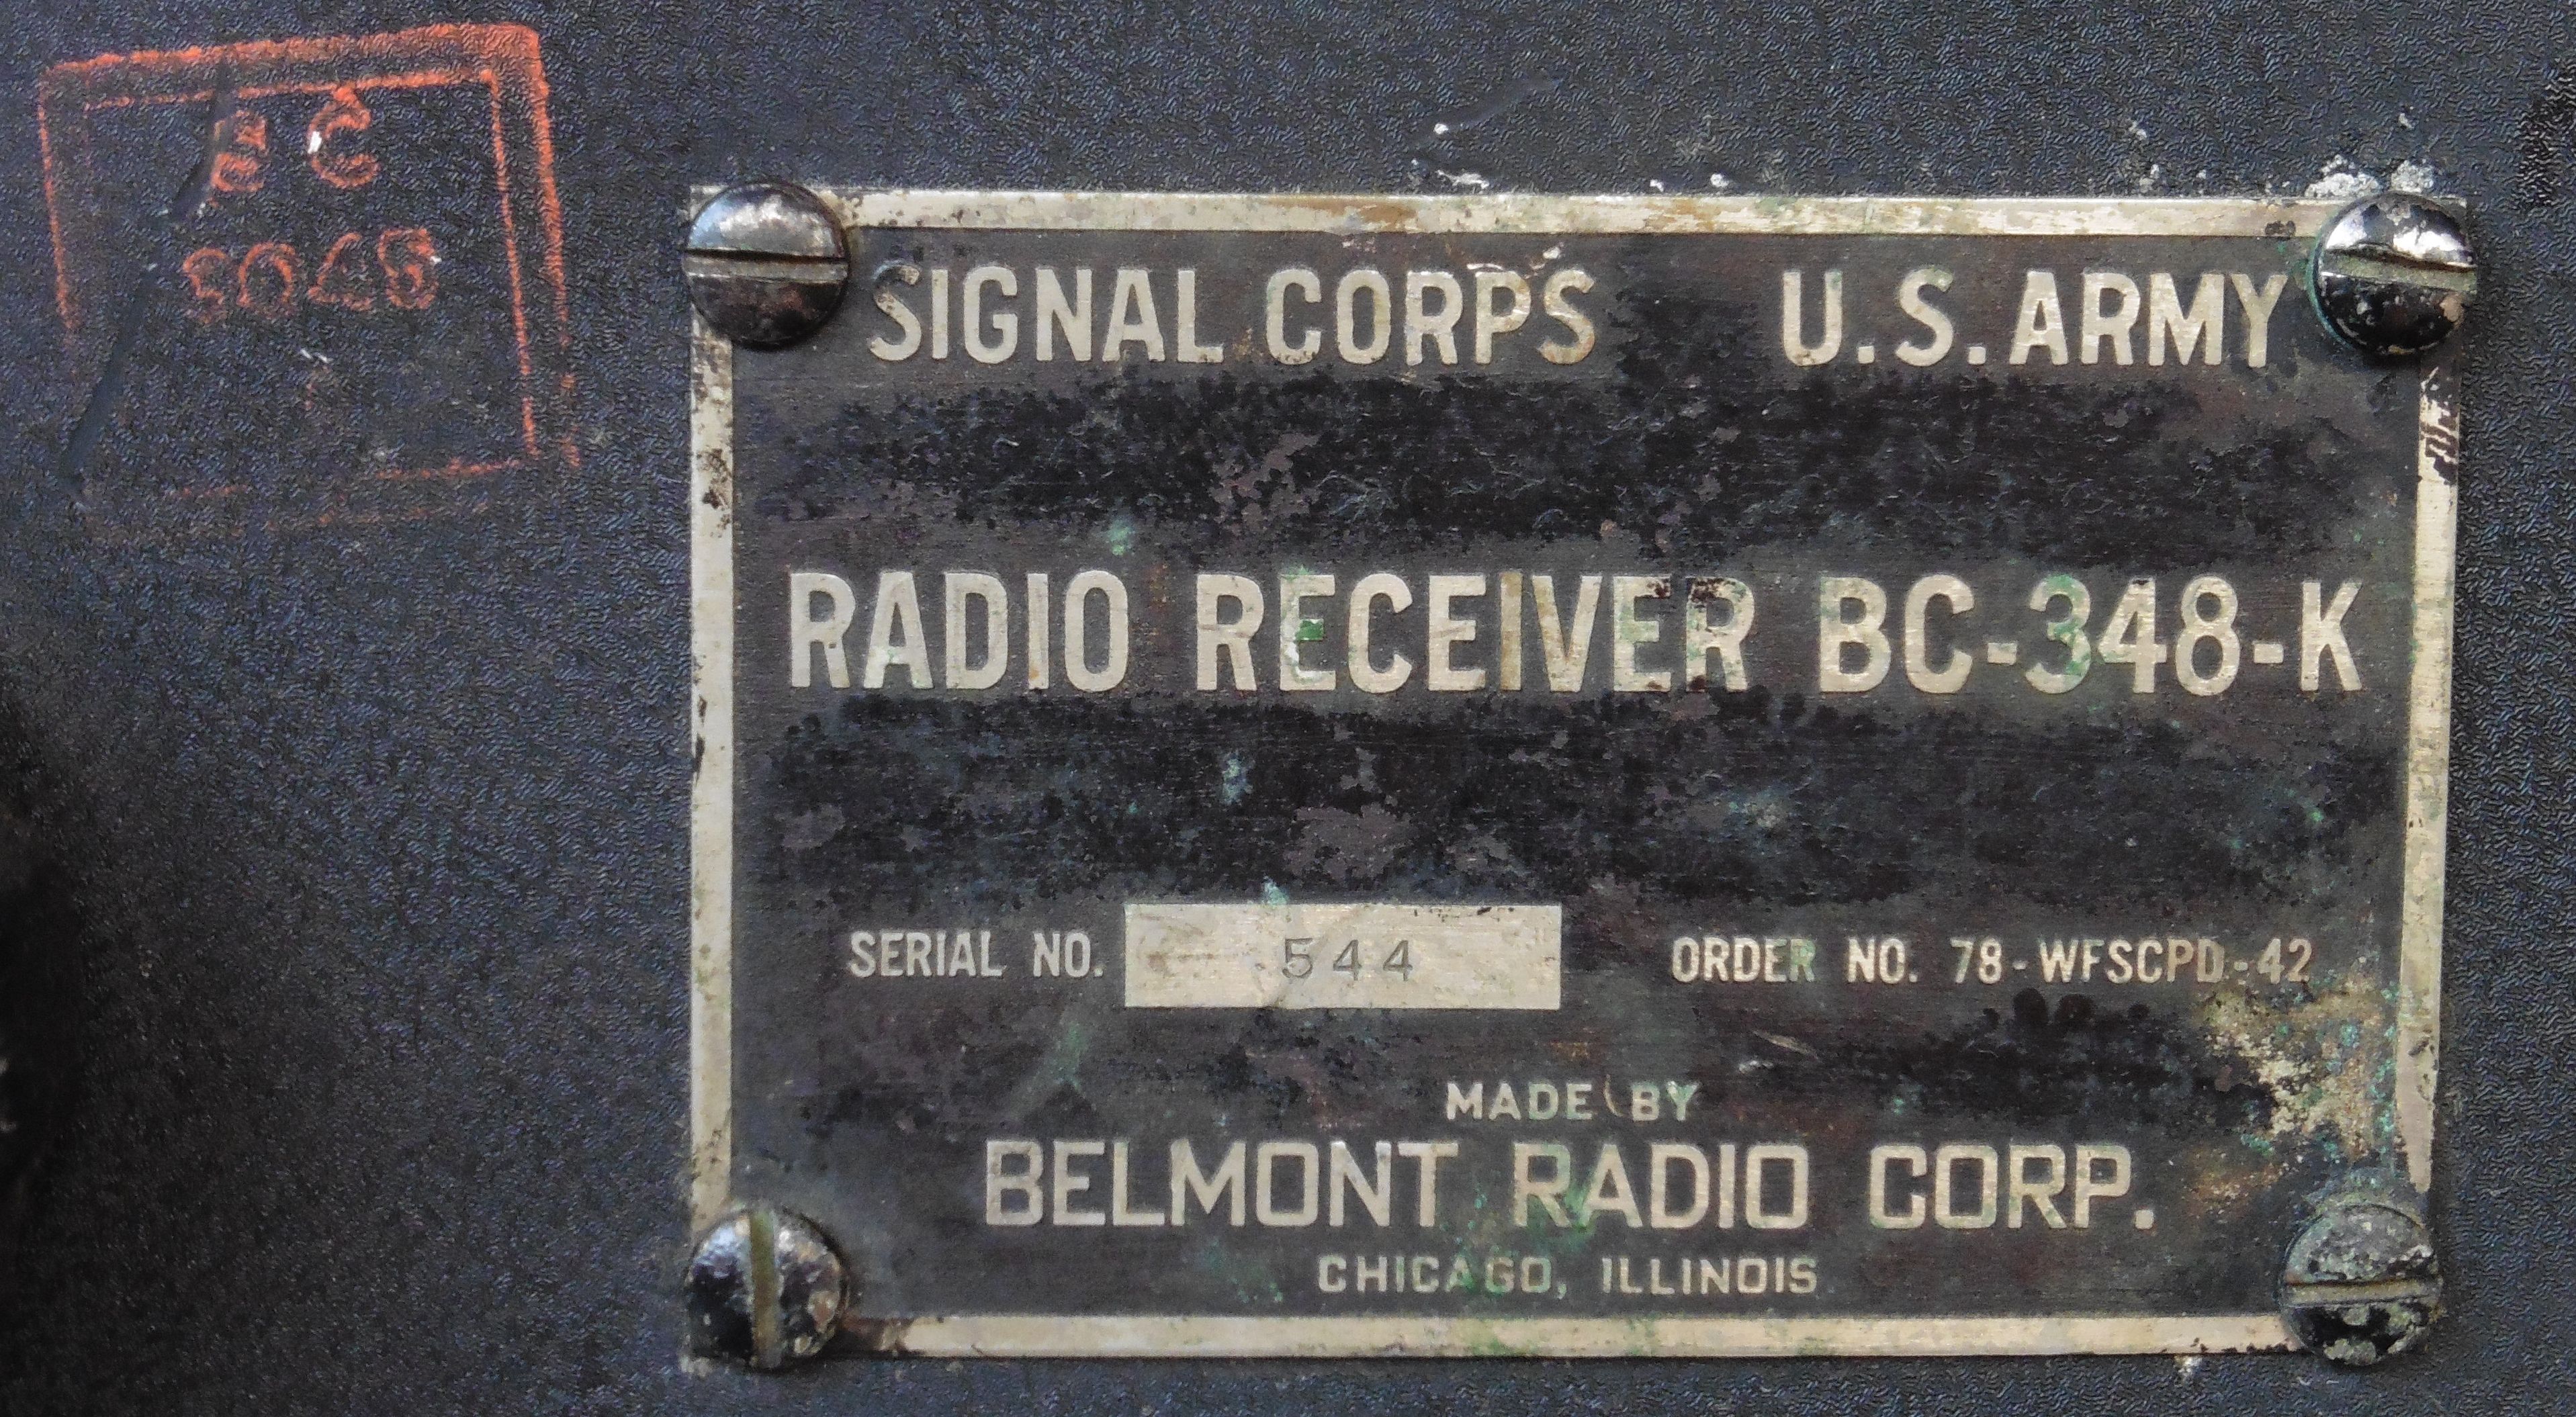 SIGNAL CORPS U.S. ARMY
RADIO RECEIVER BC-348-K
SERIAL NO. 544 ORDER NO. 78-WFSCPD-42
MADE BY
BELMONT RADIO CORP.
CHICAGO, ILLINOIS